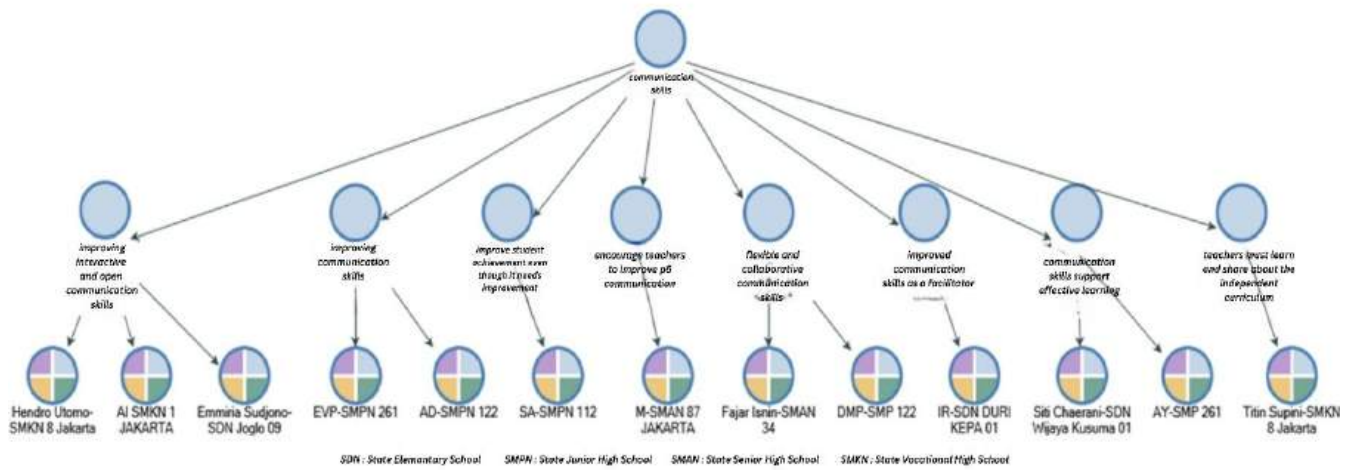 communication
skills
improving
interactive
and open
communication
skills
improving
communication
skills
improve student
achievement even
though it needs
improvement
encourage teachers
to improve p5
communication
flexible and
collaborative
communication
skills
improved
communication
skills as a facilitator
communication
skills support
effective learning
teachers must learn
and share about the
independent
curriculum
Hendro Utomo-
SMKN 8 Jakarta
AI SMKN 1
JAKARTA
Emmiria Sudjono-
SDN Joglo 09
EVP-SMPN 261
AD-SMPN 122
SA-SMPN 112
M-SMAN 87
JAKARTA
Fajar Isnin-SMAN
34
DMP-SMP 122
IR-SDN DURI
KEPA 01
Siti Chaerani-SDN
Wijaya Kusuma 01
AY-SMP 261
Titin Supini-SMKN
8 Jakarta
SDN : State Elemantary School SMPN : State Junior High School SMAN : State Senior High School SMKN : State Vocational High School